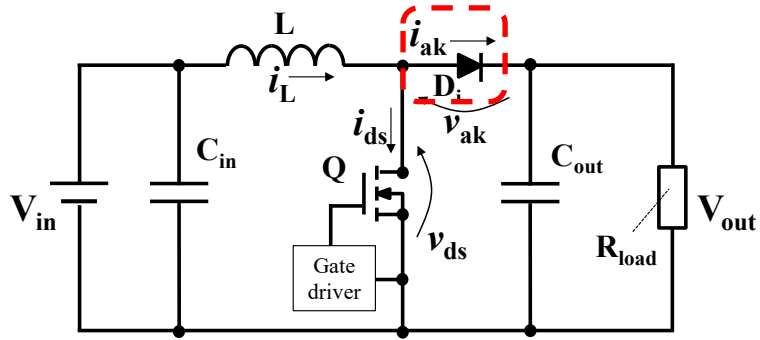 L
i_ak
i_L
D_i
v_ak
i_ds
C_in
Q
C_out
V_in
v_ds
V_out
R_load
Gate
driver